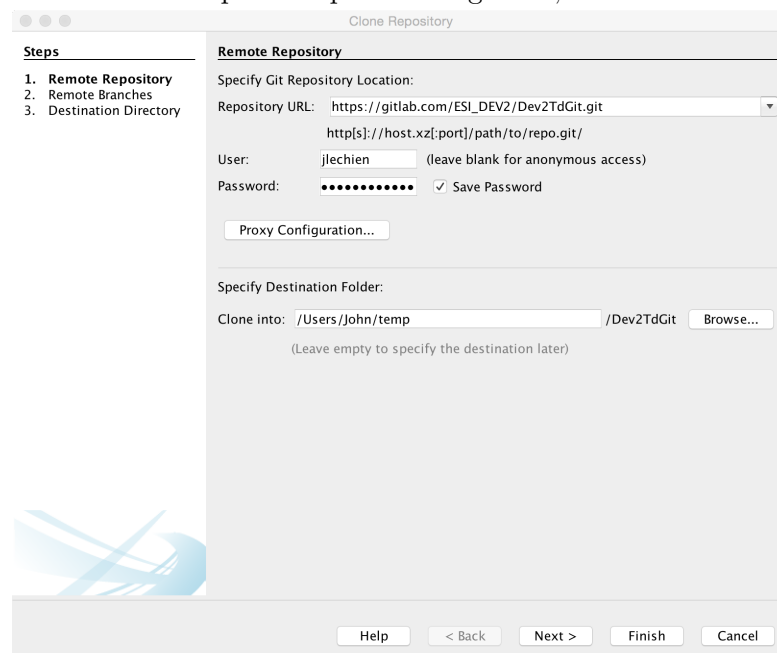 Clone Repository
Steps
1. Remote Repository
2. Remote Branches
3. Destination Directory
Remote Repository
Specify Git Repository Location:
Repository URL: https://gitlab.com/ESI_DEV2/Dev2TdGit.git
http[s]://host.xz[:port]/path/to/repo.git/
User: jlechien (leave blank for anonymous access)
Password: •••••••••••• Save Password
Proxy Configuration...
Specify Destination Folder:
Clone into: /Users/John/temp /Dev2TdGit Browse...
(Leave empty to specify the destination later)
Help < Back Next > Finish Cancel